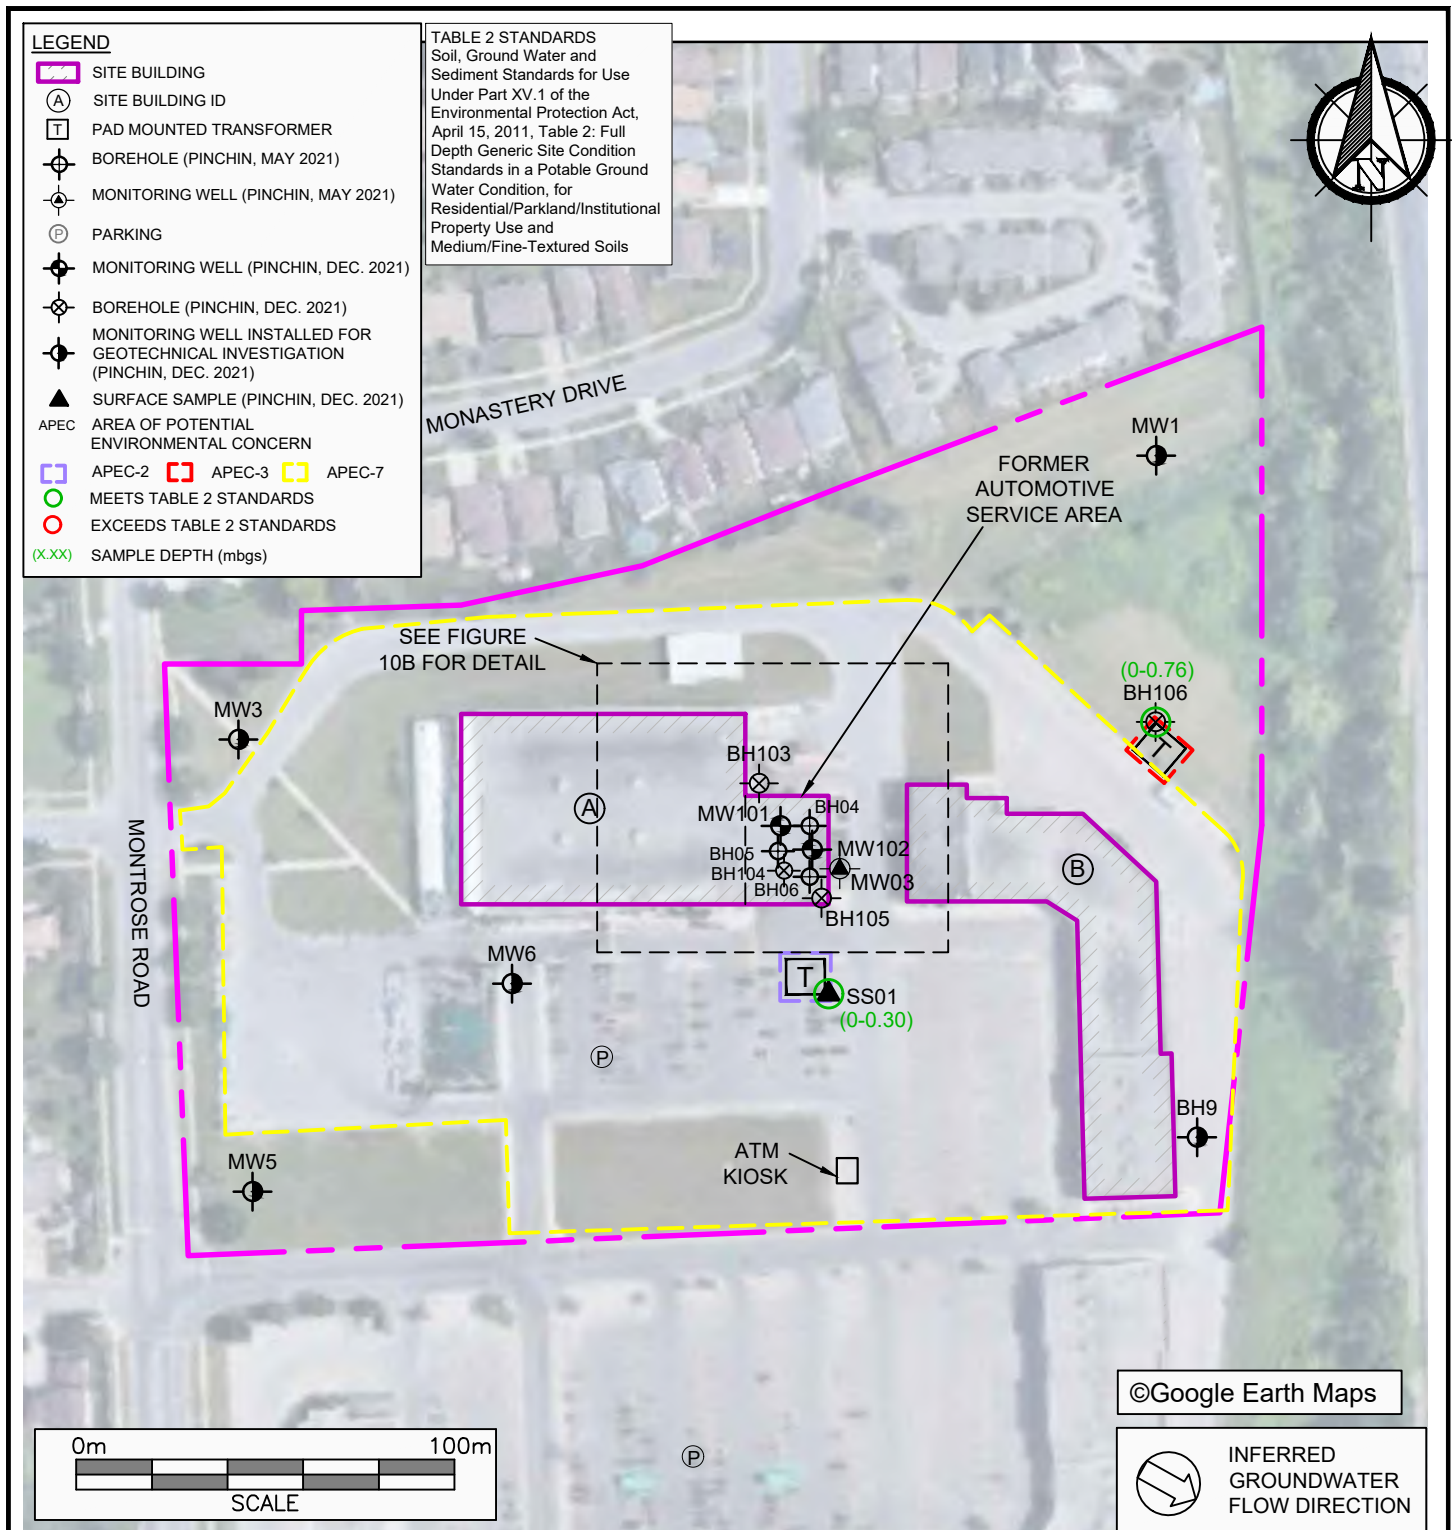 LEGEND
SITE BUILDING
A SITE BUILDING ID
T PAD MOUNTED TRANSFORMER
BOREHOLE (PINCHIN, MAY 2021)
MONITORING WELL (PINCHIN, MAY 2021)
P PARKING
MONITORING WELL (PINCHIN, DEC. 2021)
BOREHOLE (PINCHIN, DEC. 2021)
MONITORING WELL INSTALLED FOR
GEOTECHNICAL INVESTIGATION
(PINCHIN, DEC. 2021)
SURFACE SAMPLE (PINCHIN, DEC. 2021)
APEC AREA OF POTENTIAL
ENVIRONMENTAL CONCERN
APEC-2 APEC-3 APEC-7
MEETS TABLE 2 STANDARDS
EXCEEDS TABLE 2 STANDARDS
(X.XX) SAMPLE DEPTH (mbgs)
TABLE 2 STANDARDS
Soil, Ground Water and
Sediment Standards for Use
Under Part XV.1 of the
Environmental Protection Act,
April 15, 2011, Table 2: Full
Depth Generic Site Condition
Standards in a Potable Ground
Water Condition, for
Residential/Parkland/Institutional
Property Use and
Medium/Fine-Textured Soils
N
MONASTERY DRIVE
MW1
FORMER
AUTOMOTIVE
SERVICE AREA
SEE FIGURE
10B FOR DETAIL
(0-0.76)
BH106
T
MW3
BH103
A
MW101
BH04
BH05
MW102
BH104
BH06
MW03
BH105
B
MONTROSE ROAD
MW6
T
SS01
(0-0.30)
P
BH9
ATM
KIOSK
MW5
©Google Earth Maps
0m 100m
SCALE
P
INFERRED
GROUNDWATER
FLOW DIRECTION